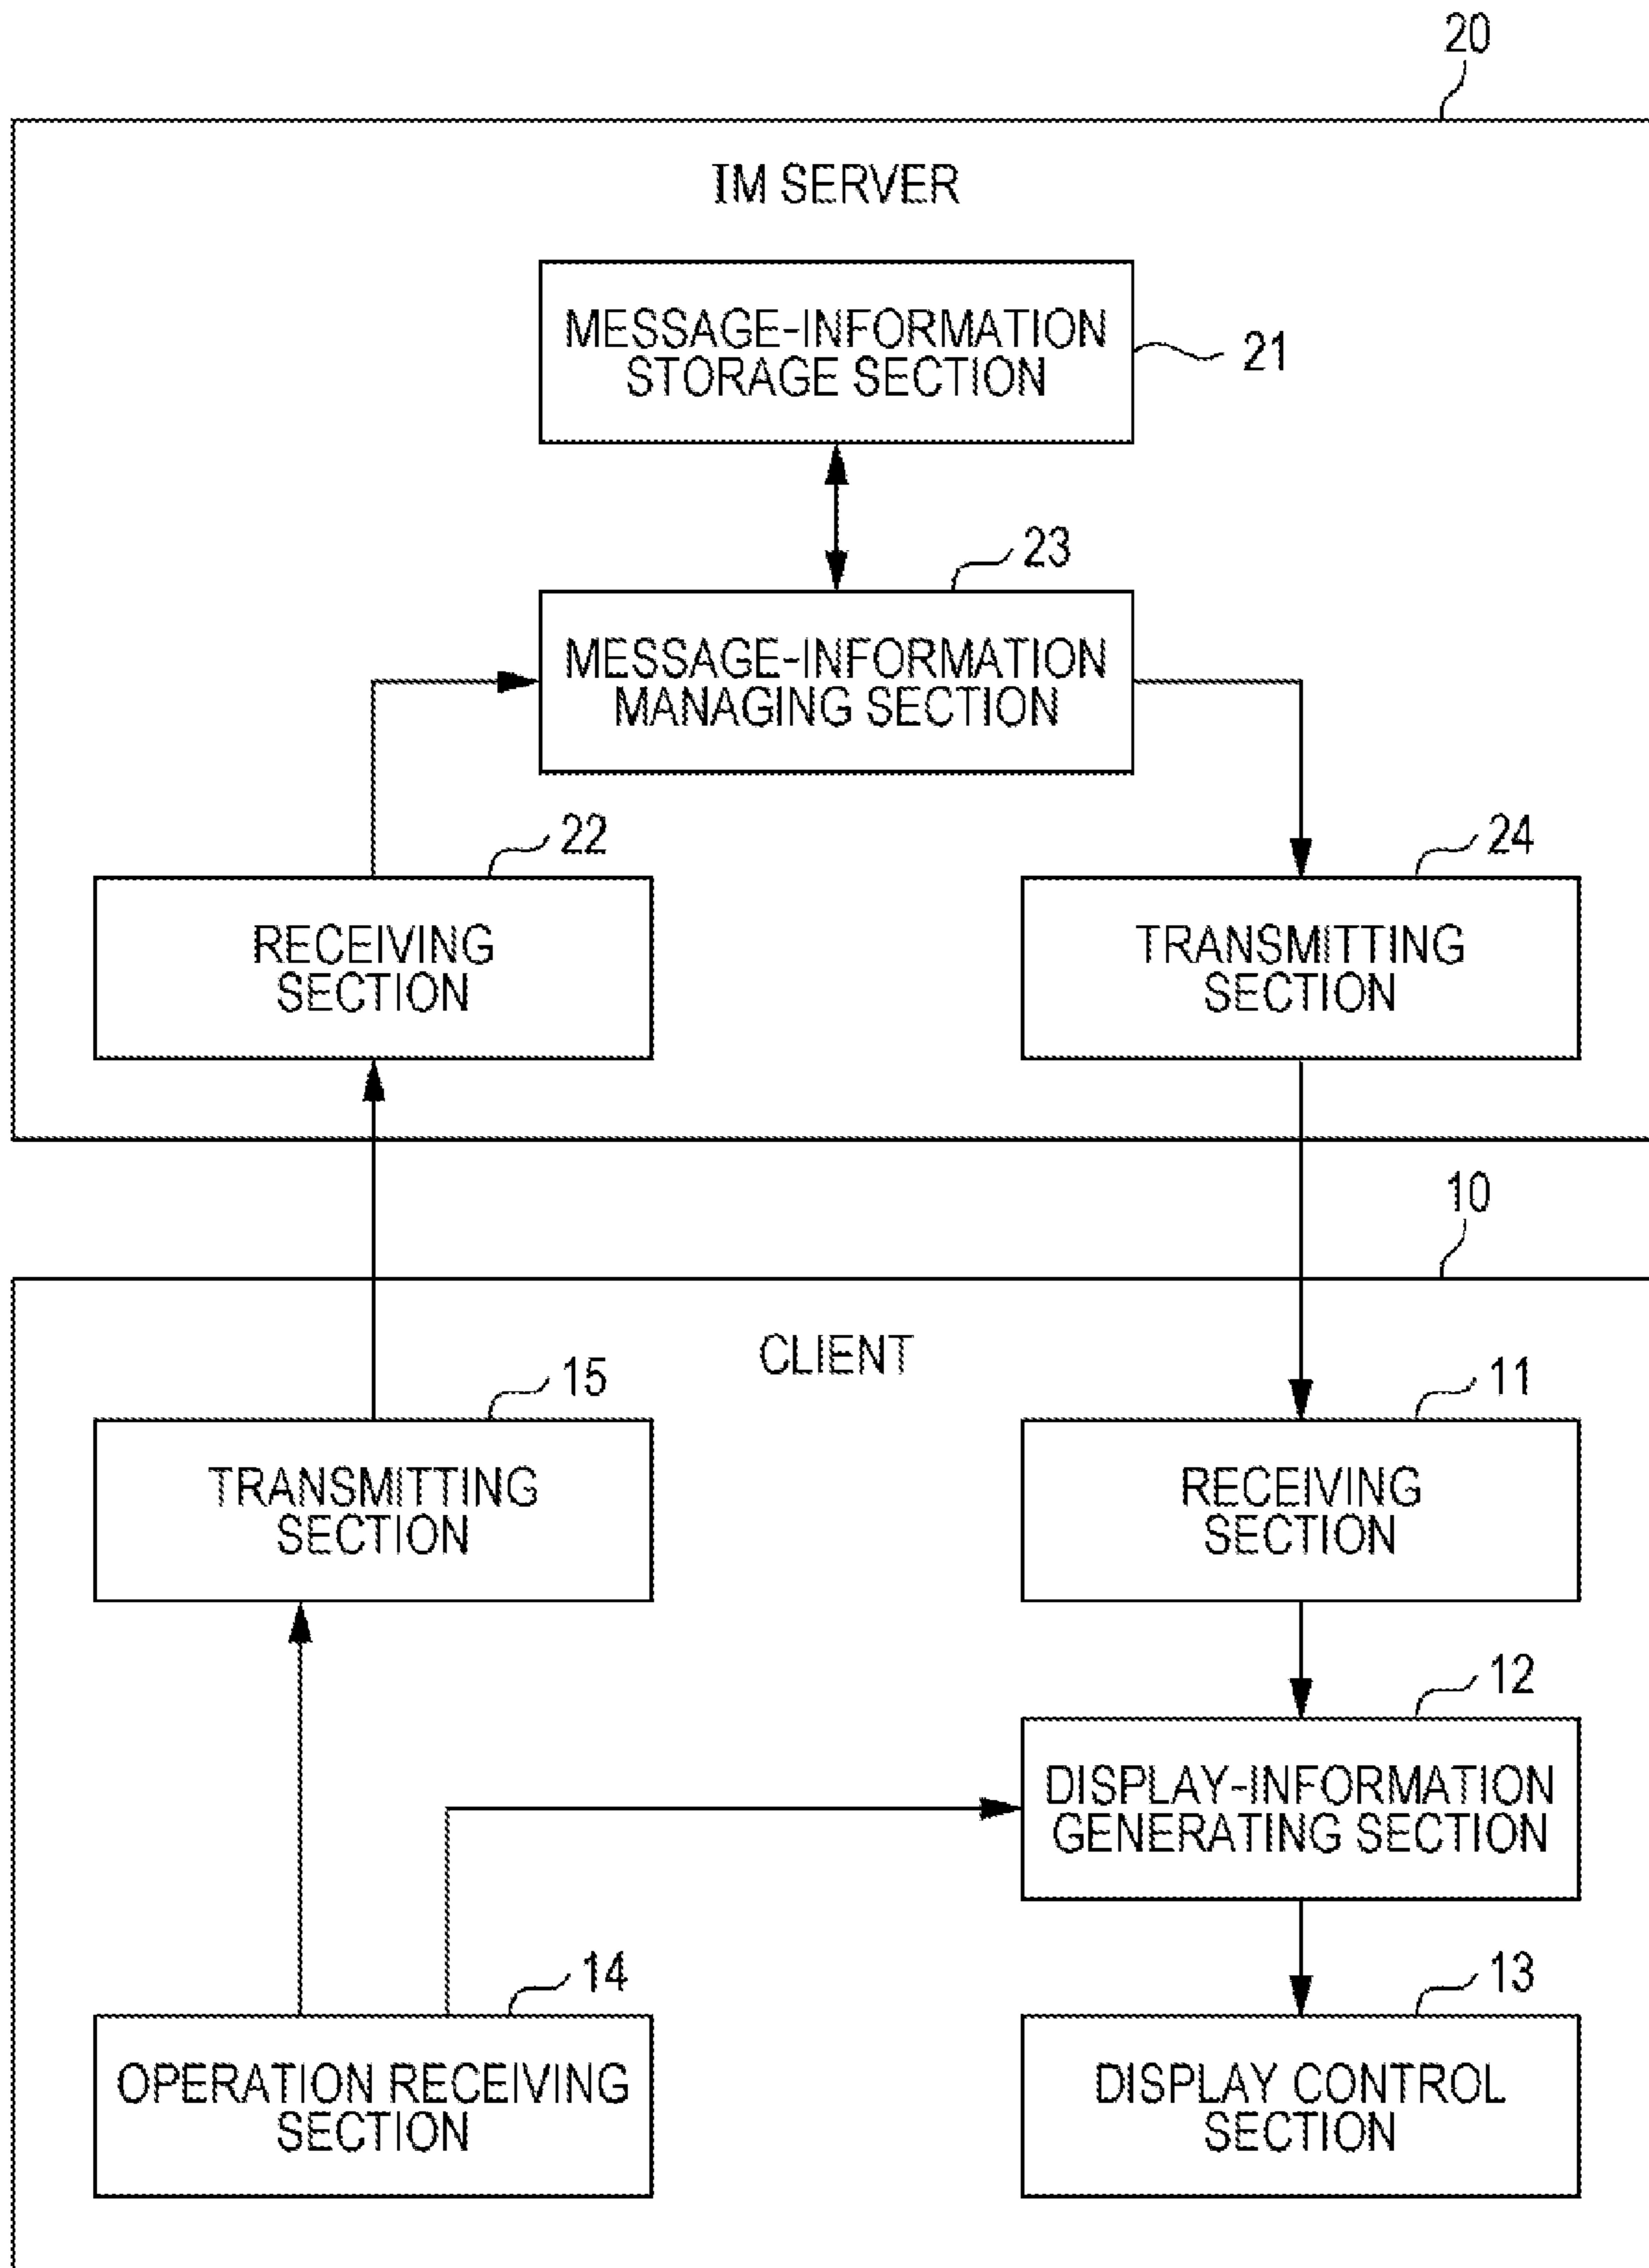 20
IM SERVER
MESSAGE-INFORMATION
STORAGE SECTION
21
23
MESSAGE-INFORMATION
MANAGING SECTION
22
24
RECEIVING
SECTION
TRANSMITTING
SECTION
10
CLIENT
15
11
TRANSMITTING
SECTION
RECEIVING
SECTION
12
DISPLAY-INFORMATION
GENERATING SECTION
14
13
OPERATION RECEIVING
SECTION
DISPLAY CONTROL
SECTION